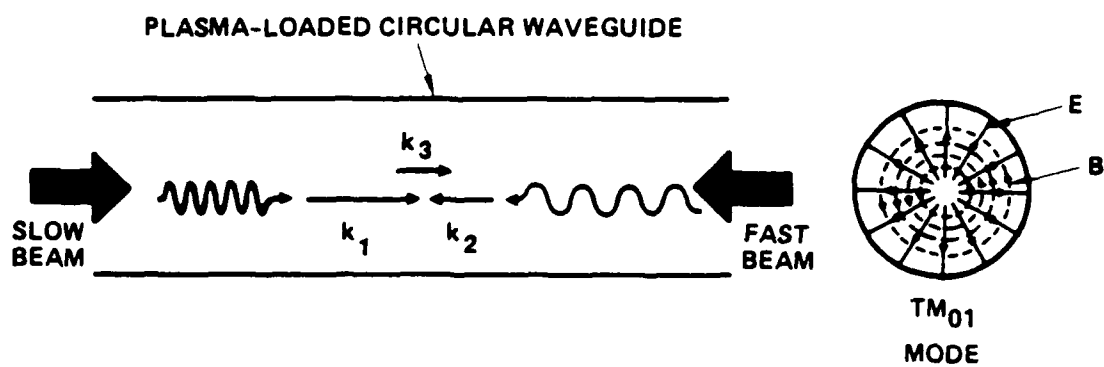 PLASMA-LOADED CIRCULAR WAVEGUIDE
k3
E
B
SLOW
BEAM
k1
k2
FAST
BEAM
TM01
MODE